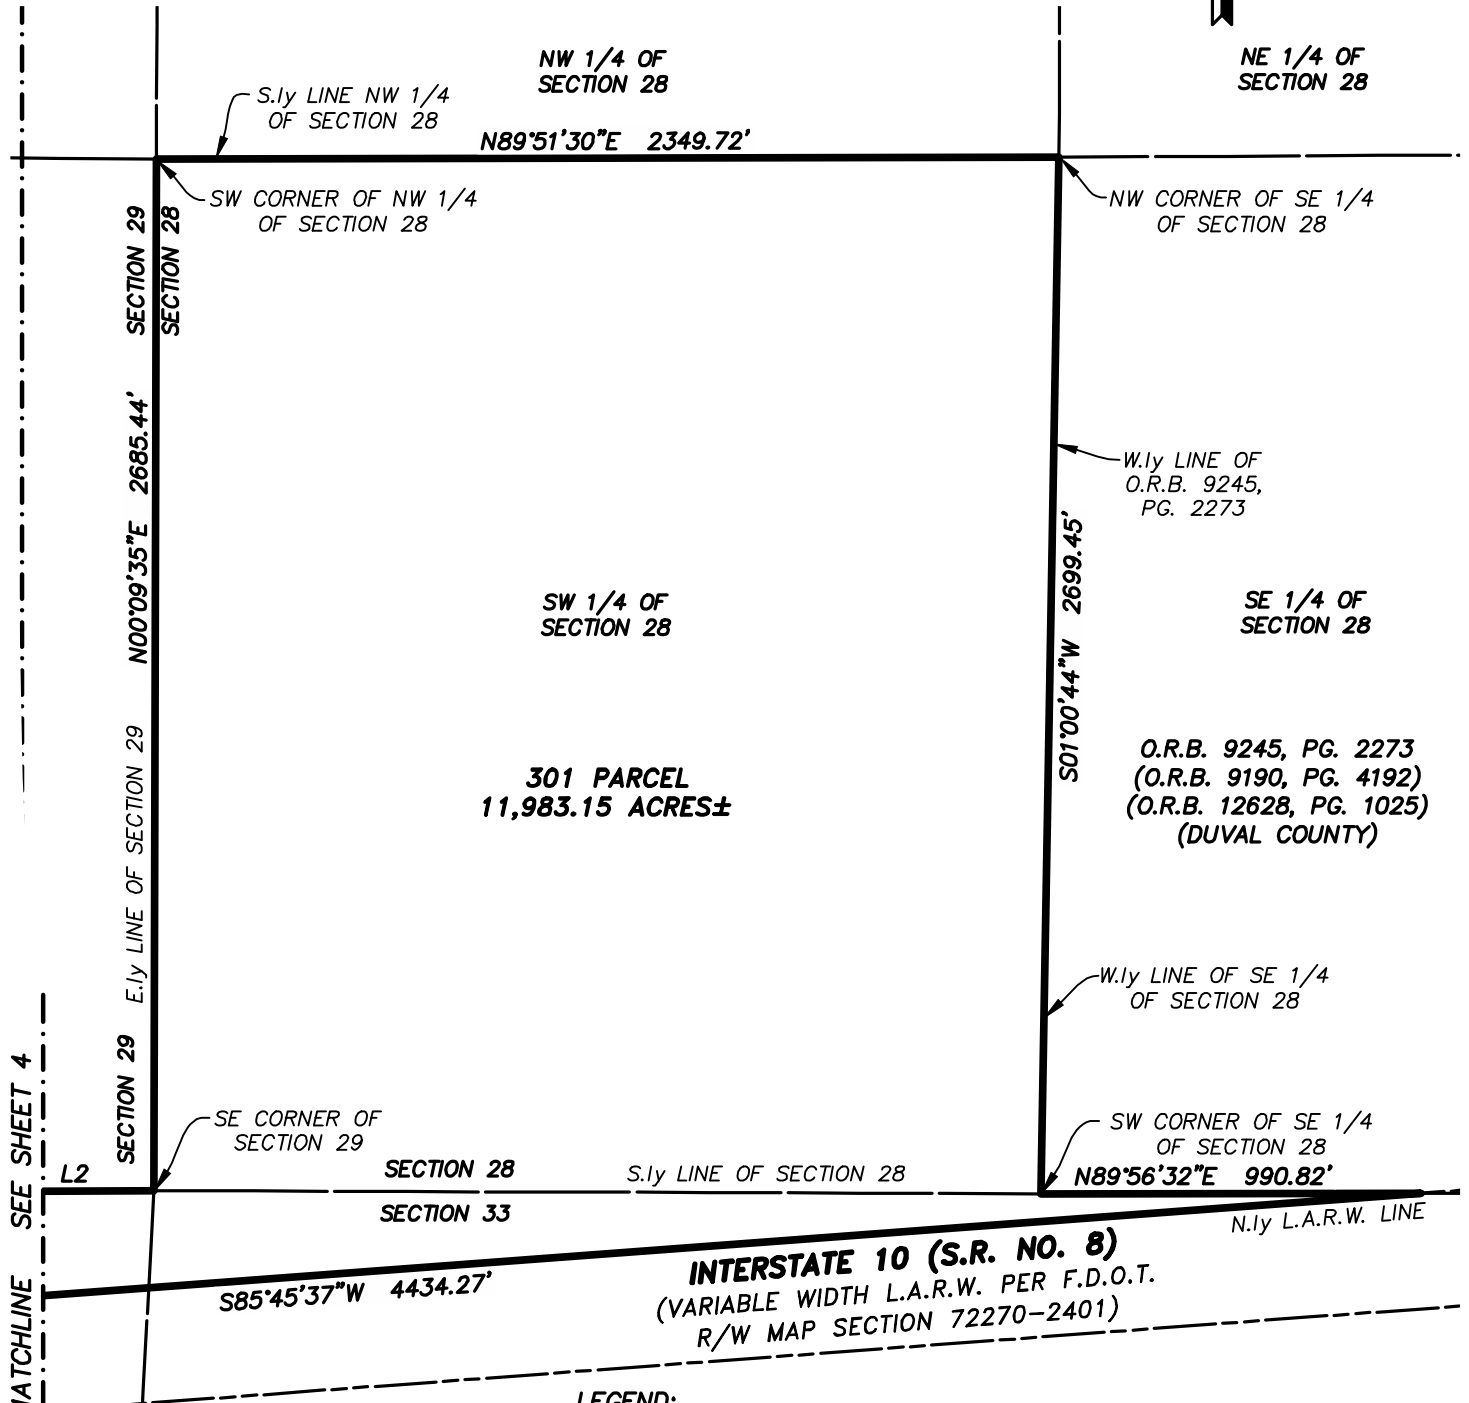 NW 1/4 OF
SECTION 28
NE 1/4 OF
SECTION 28
S.ly LINE NW 1/4
OF SECTION 28
N89°51'30"E 2349.72'
SW CORNER OF NW 1/4
OF SECTION 28
NW CORNER OF SE 1/4
OF SECTION 28
SECTION 29
SECTION 28
N00°09'35"E 2685.44'
W.ly LINE OF
O.R.B. 9245,
PG. 2273
S01°00'44"W 2699.45'
SW 1/4 OF
SECTION 28
SE 1/4 OF
SECTION 28
301 PARCEL
11,983.15 ACRES±
O.R.B. 9245, PG. 2273
(O.R.B. 9190, PG. 4192)
(O.R.B. 12628, PG. 1025)
(DUVAL COUNTY)
E.ly LINE OF SECTION 29
W.ly LINE OF SE 1/4
OF SECTION 28
SECTION 29
SE CORNER OF
SECTION 29
SW CORNER OF SE 1/4
OF SECTION 28
L2
SECTION 28
S.ly LINE OF SECTION 28
N89°56'32"E 990.82'
SECTION 33
N.ly L.A.R.W. LINE
S85°45'37"W 4434.27'
INTERSTATE 10 (S.R. NO. 8)
(VARIABLE WIDTH L.A.R.W. PER F.D.O.T.
R/W MAP SECTION 72270-2401)
MATCHLINE SEE SHEET 4
LEGEND: